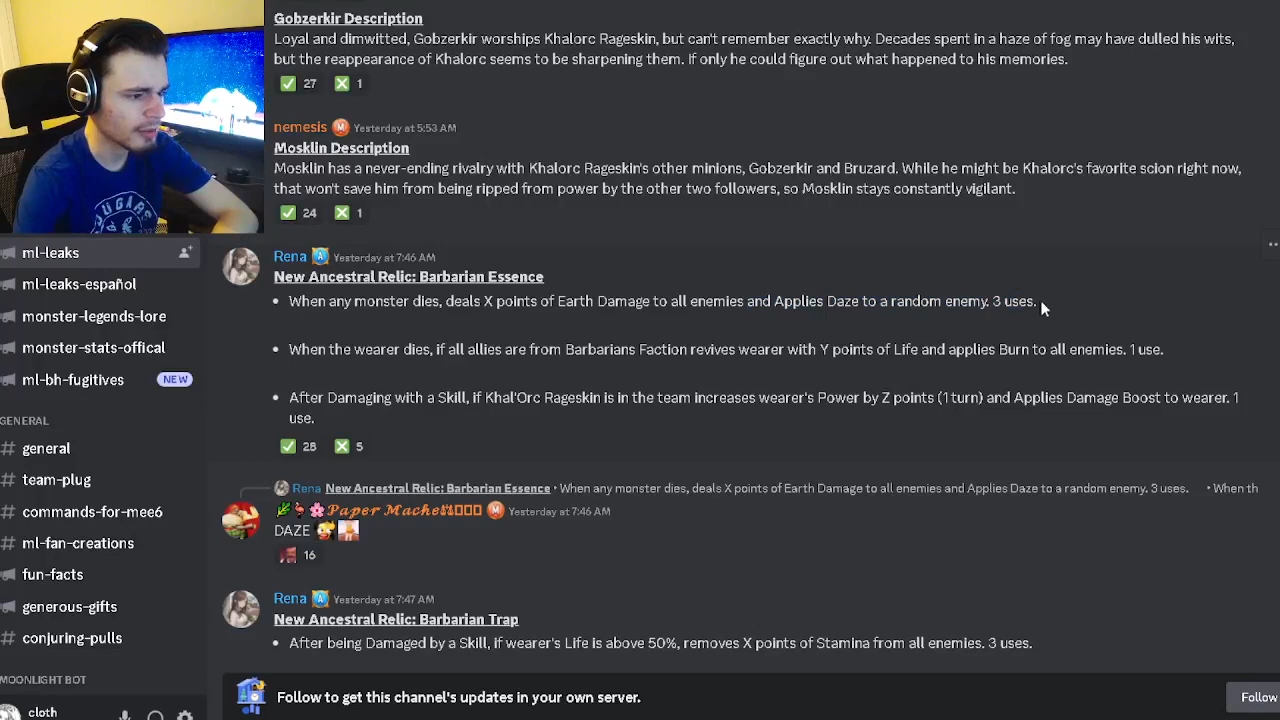 Gobzerkir Description
Loyal and dimwitted, Gobzerkir worships Khalorc Rageskin, but can't remember exactly why. Decades spent in a haze of fog may have dulled his wits,
but the reappearance of Khalorc seems to be sharpening them. If only he could figure out what happened to his memories.
27 1
nemesis M Yesterday at 5:53 AM
Mosklin Description
Mosklin has a never-ending rivalry with Khalorc Rageskin's other minions, Gobzerkir and Bruzard. While he might be Khalorc's favorite scion right now,
that won't save him from being ripped from power by the other two followers, so Mosklin stays constantly vigilant.
24 1
ml-leaks
ml-leaks-español
monster-legends-lore
monster-stats-offical
ml-bh-fugitives NEW
GENERAL
general
team-plug
commands-for-mee6
ml-fan-creations
fun-facts
generous-gifts
conjuring-pulls
MOONLIGHT BOT
cloth
Rena A Yesterday at 7:46 AM
New Ancestral Relic: Barbarian Essence
• When any monster dies, deals X points of Earth Damage to all enemies and Applies Daze to a random enemy. 3 uses.
• When the wearer dies, if all allies are from Barbarians Faction revives wearer with Y points of Life and applies Burn to all enemies. 1 use.
• After Damaging with a Skill, if Khal'Orc Rageskin is in the team increases wearer's Power by Z points (1 turn) and Applies Damage Boost to wearer. 1
use.
28 5
Rena New Ancestral Relic: Barbarian Essence • When any monster dies, deals X points of Earth Damage to all enemies and Applies Daze to a random enemy. 3 uses. • When th
Paper Mache M Yesterday at 7:46 AM
DAZE
16
Rena A Yesterday at 7:47 AM
New Ancestral Relic: Barbarian Trap
• After being Damaged by a Skill, if wearer's Life is above 50%, removes X points of Stamina from all enemies. 3 uses.
Follow to get this channel's updates in your own server.
Follow